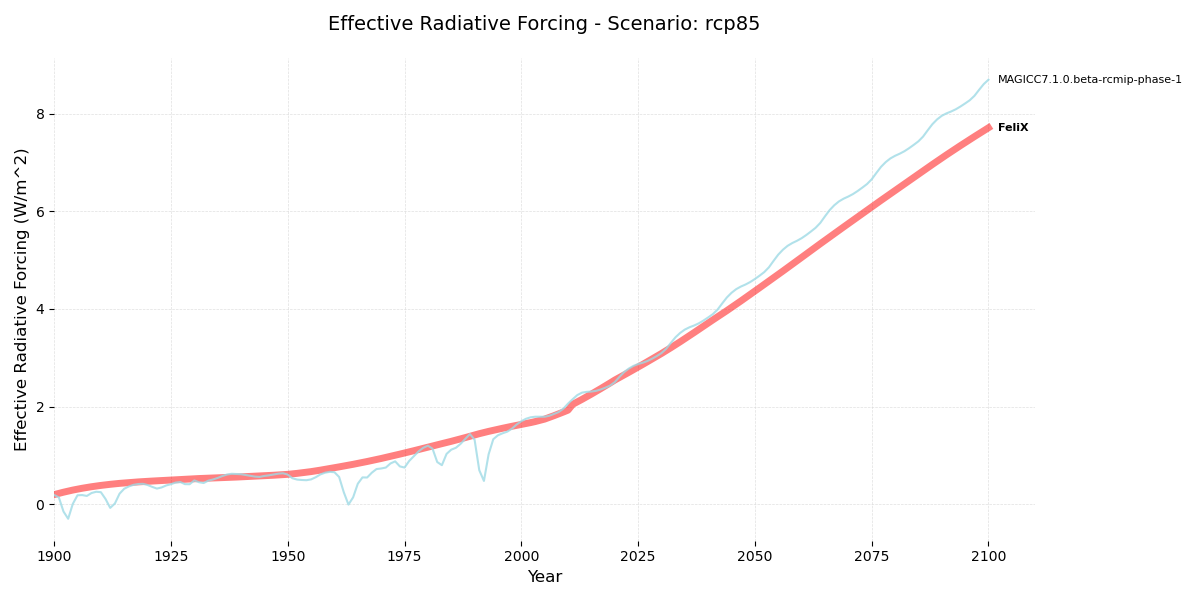 Effective Radiative Forcing - Scenario: rcp85
Effective Radiative Forcing (W/m^2)
8
6
4
2
0
MAGICC7.1.0.beta-rcmip-phase-1
FeliX
1900 1925 1950 1975 2000 2025 2050 2075 2100
Year